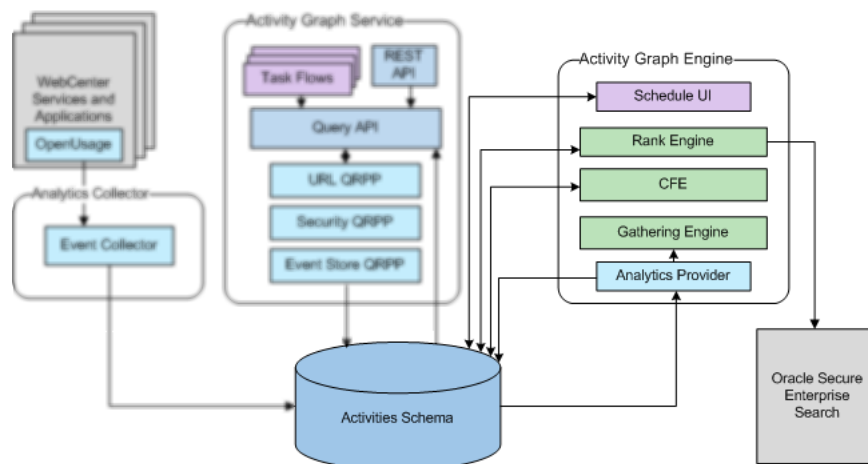 Activity Graph Service
WebCenter
Services and
Applications
OpenUsage
Task Flows
REST
API
Query API
URL QRPP
Security QRPP
Event Store QRPP
Analytics Collector
Event Collector
Activity Graph Engine
Schedule UI
Rank Engine
CFE
Gathering Engine
Analytics Provider
Activities Schema
Oracle Secure
Enterprise
Search